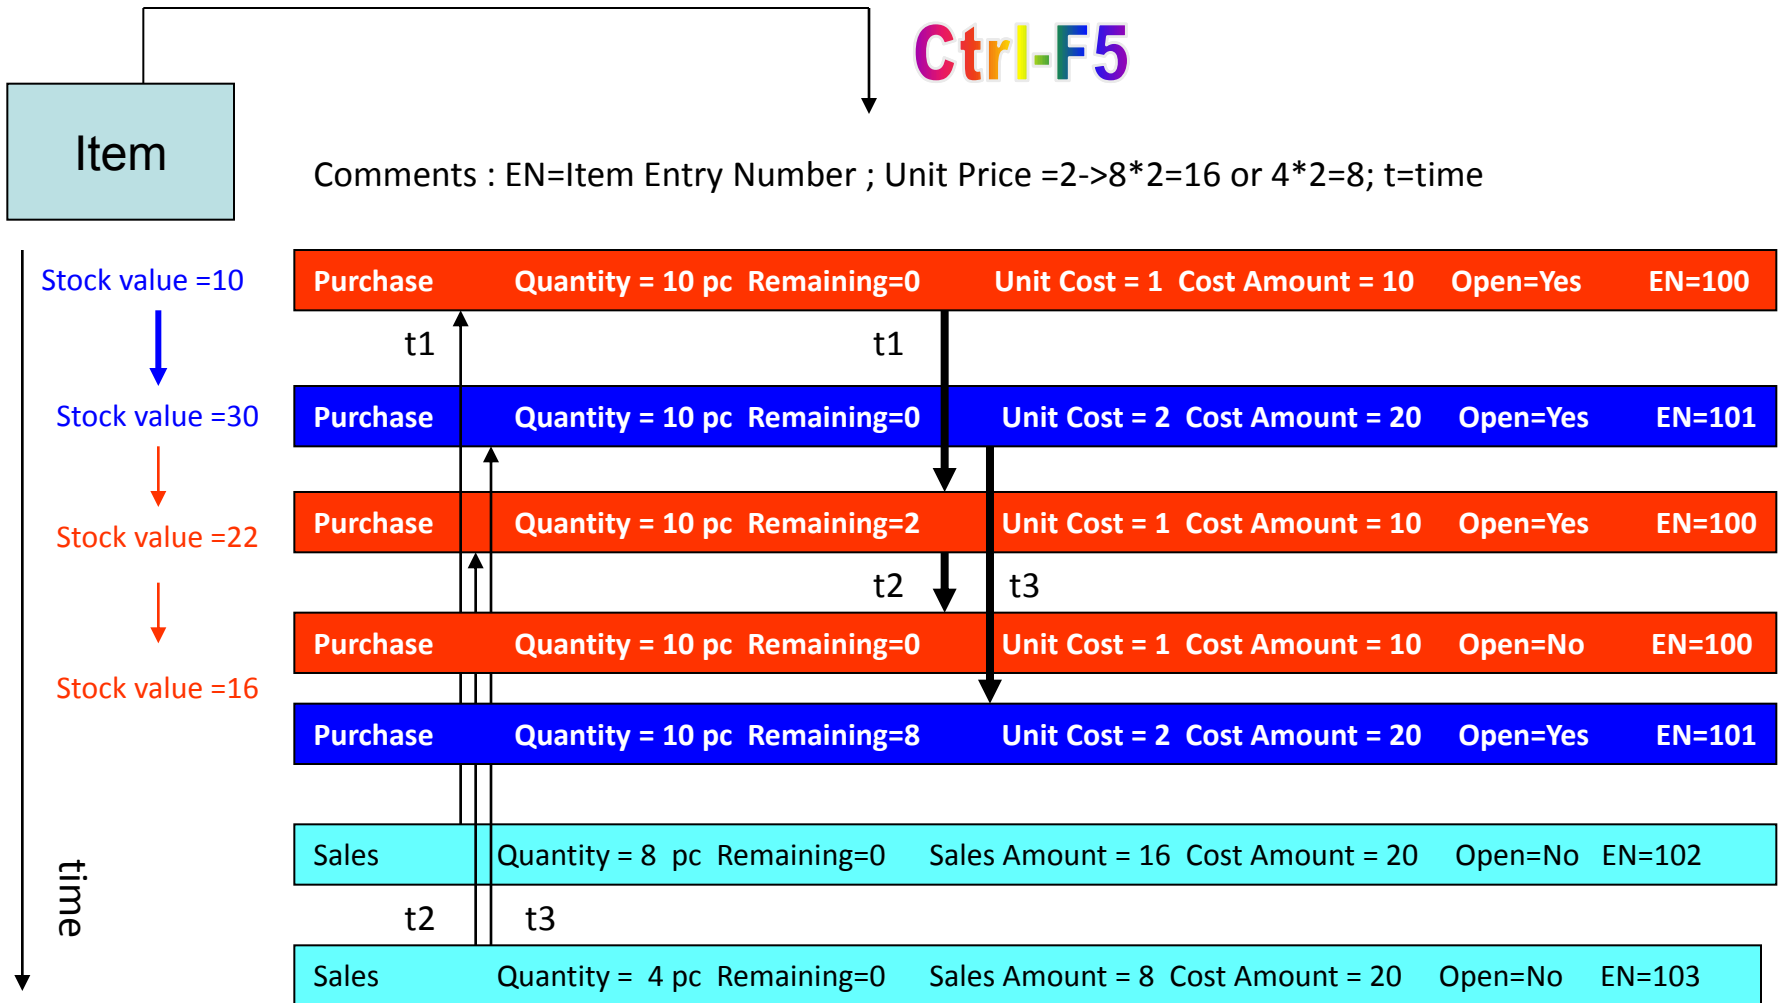 Ctrl-F5
Item
Comments : EN=Item Entry Number ; Unit Price =2->8*2=16 or 4*2=8; t=time
Stock value =10
Purchase Quantity = 10 pc Remaining=0 Unit Cost = 1 Cost Amount = 10 Open=Yes EN=100
t1 t1
Stock value =30
Purchase Quantity = 10 pc Remaining=0 Unit Cost = 2 Cost Amount = 20 Open=Yes EN=101
Stock value =22
Purchase Quantity = 10 pc Remaining=2 Unit Cost = 1 Cost Amount = 10 Open=Yes EN=100
t2 t3
Purchase Quantity = 10 pc Remaining=0 Unit Cost = 1 Cost Amount = 10 Open=No EN=100
Stock value =16
Purchase Quantity = 10 pc Remaining=8 Unit Cost = 2 Cost Amount = 20 Open=Yes EN=101
Sales Quantity = 8 pc Remaining=0 Sales Amount = 16 Cost Amount = 20 Open=No EN=102
time
t2 t3
Sales Quantity = 4 pc Remaining=0 Sales Amount = 8 Cost Amount = 20 Open=No EN=103